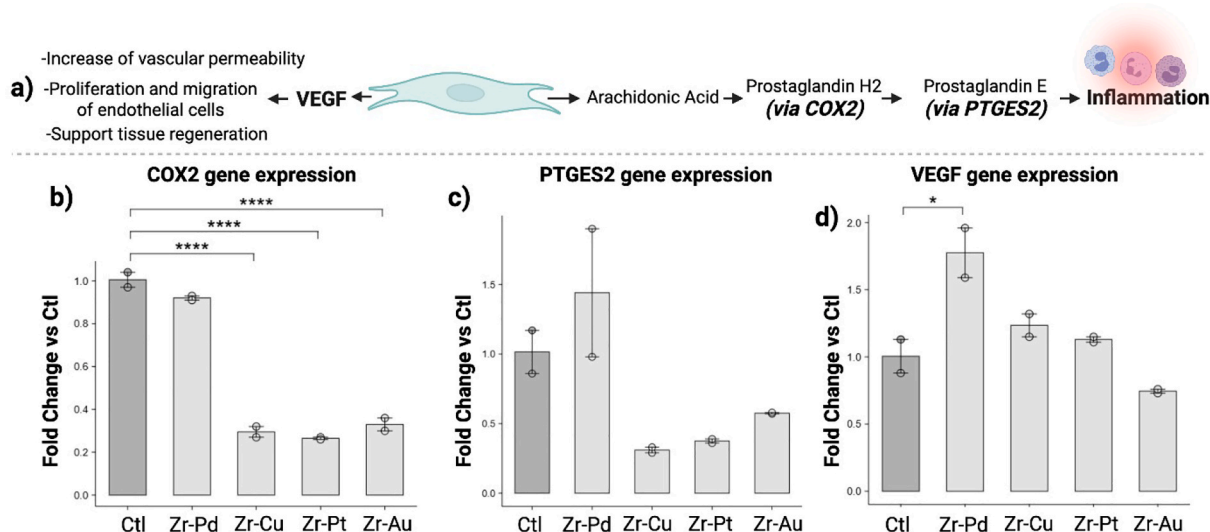 a)
-Increase of vascular permeability
-Proliferation and migration
of endothelial cells
-Support tissue regeneration
VEGF
Arachidonic Acid
Prostaglandin H2
(via COX2)
Prostaglandin E
(via PTGES2)
Inflammation
b)
COX2 gene expression
****
****
****
Fold Change vs Ctl
1.0
0.8
0.6
0.4
0.2
0.0
Ctl Zr-Pd Zr-Cu Zr-Pt Zr-Au
c)
PTGES2 gene expression
Fold Change vs Ctl
1.5
1.0
0.5
0.0
Ctl Zr-Pd Zr-Cu Zr-Pt Zr-Au
d)
VEGF gene expression
*
Fold Change vs Ctl
2.0
1.5
1.0
0.5
0.0
Ctl Zr-Pd Zr-Cu Zr-Pt Zr-Au